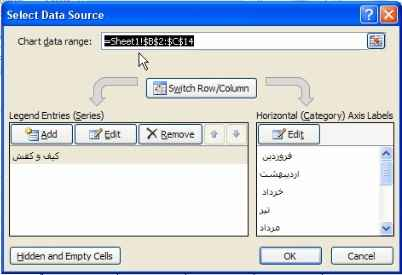 Select Data Source
Chart data range: =Sheet1!$B$2:$C$14
Switch Row/Column
Legend Entries (Series)
Horizontal (Category) Axis Labels
Add Edit Remove
Edit
کیف و کفش
فروردین
اردیبهشت
خرداد
تیر
مرداد
Hidden and Empty Cells
OK Cancel